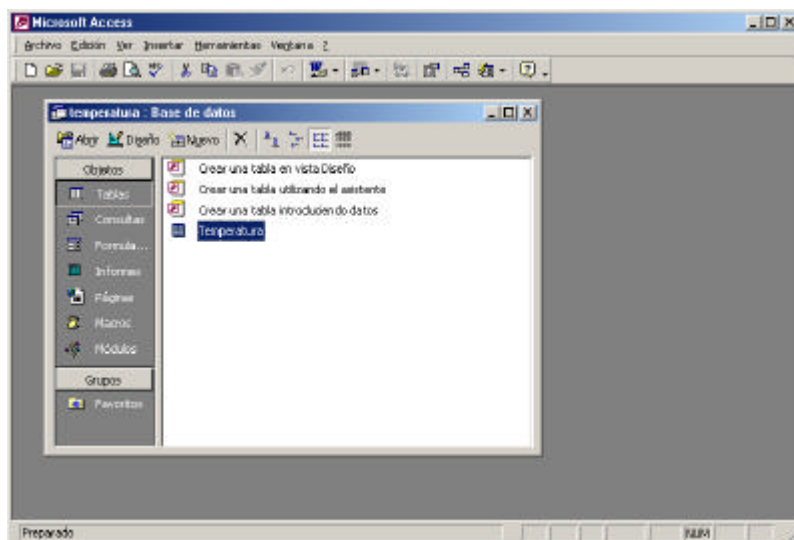 Microsoft Access
Archivo Edición Ver Insertar Herramientas Ventana ?
temperatura : Base de datos
Abrir Diseño Nuevo
Objetos
Tablas
Consultas
Formula...
Informes
Páginas
Macros
Módulos
Grupos
Favoritos
Crear una tabla en vista Diseño
Crear una tabla utilizando el asistente
Crear una tabla introduciendo datos
Temperatura
Preparado
NUM